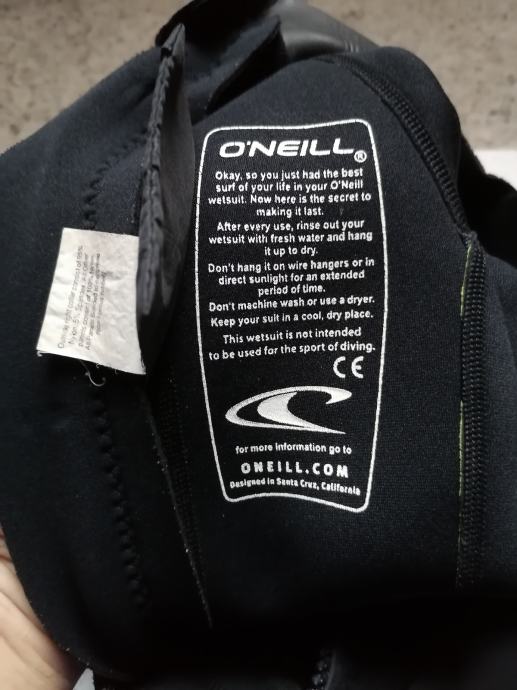 O'NEILL®
Okay, so you just had the best
surf of your life in your O'Neill
wetsuit. Now here is the secret to
making it last.
After every use, rinse out your
wetsuit with fresh water and hang
it up to dry.
Don't hang it on wire hangers or in
direct sunlight for an extended
period of time.
Don't machine wash or use a dryer.
Keep your suit in a cool, dry place.
This wetsuit is not intended
to be used for the sport of diving.
CE
for more information go to
ONEILL.COM
Designed in Santa Cruz, California